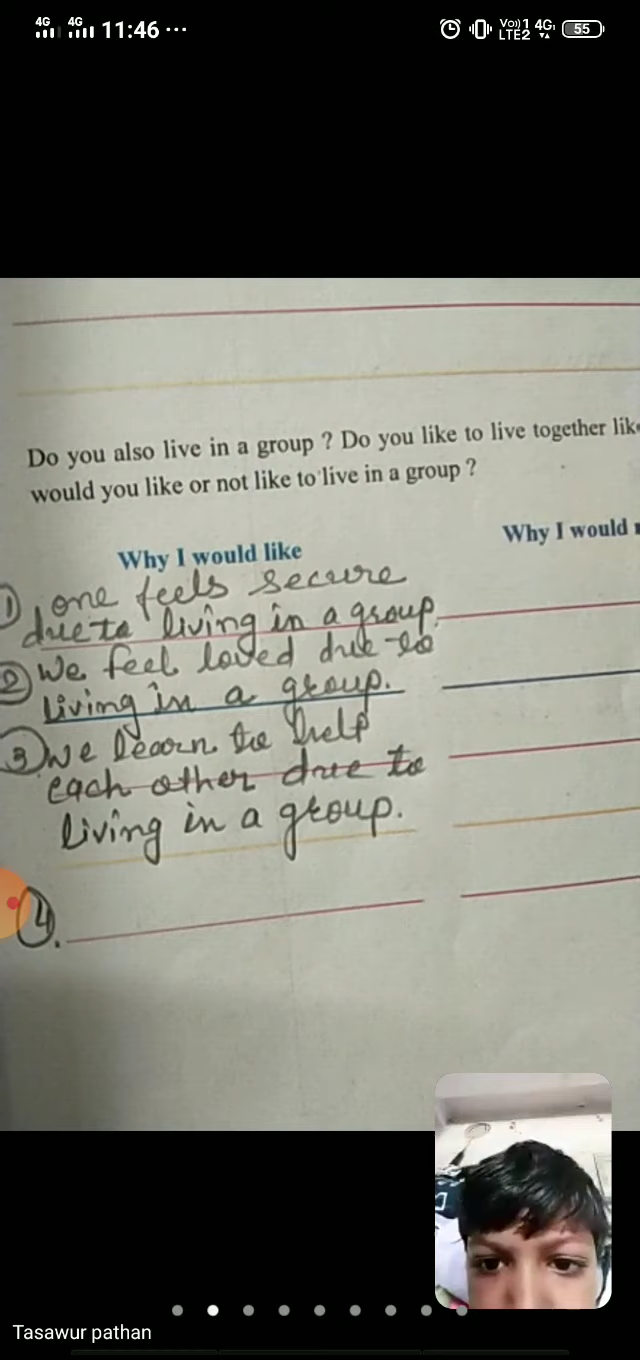 4G 4G 11:46 ... Vo))1 4G LTE2 55
Do you also live in a group ? Do you like to live together lik
would you like or not like to live in a group ?
Why I would like Why I would
① one feels secure
due to living in a group.
② We feel loved due to
living in a group.
③ we learn to help
each other due to
living in a group.
④.
Tasawur pathan